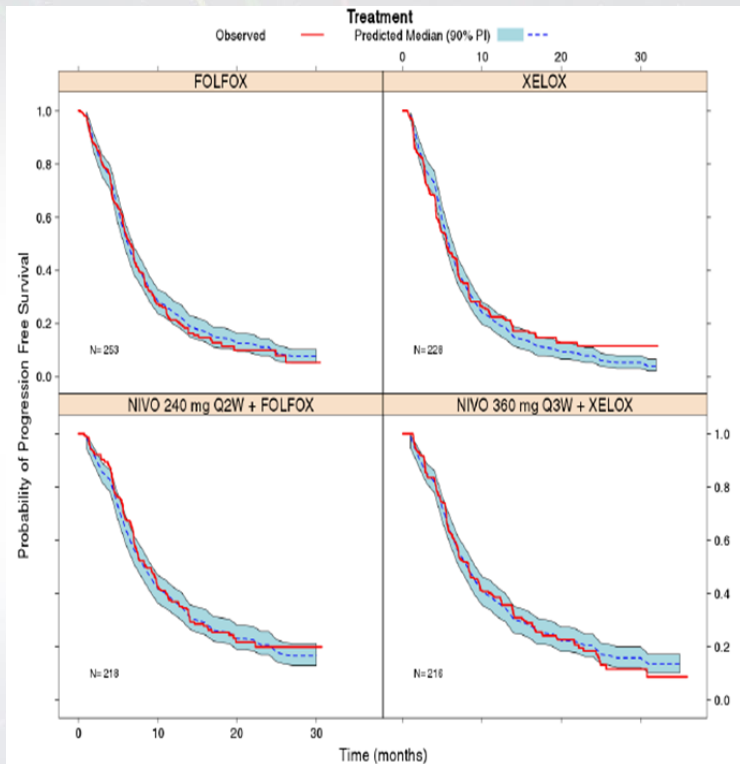 Treatment
Observed Predicted Median (90% PI)
0 10 20 30
FOLFOX XELOX
1.0
0.8
0.6
0.4
0.2
0.0
N= 253 N= 228
NIVO 240 mg Q2W + FOLFOX NIVO 360 mg Q3W + XELOX
1.0
0.8
0.6
0.4
0.2
0.0
N= 218 N= 216
0 10 20 30
Time (months)
Probability of Progression Free Survival